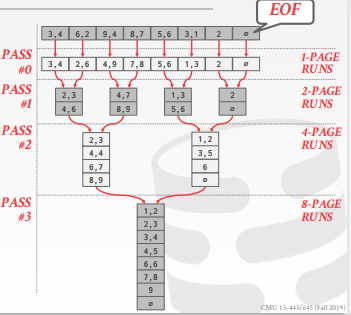 EOF
3,4 6,2 9,4 8,7 5,6 3,1 2 ∅
PASS #0
3,4 2,6 4,9 7,8 5,6 1,3 2 ∅
1-PAGE RUNS
PASS #1
2,3 4,7 1,3 2
4,6 8,9 5,6 ∅
2-PAGE RUNS
PASS #2
2,3 1,2
4,4 3,5
6,7 6
8,9 ∅
4-PAGE RUNS
PASS #3
1,2
2,3
3,4
4,5
6,6
7,8
9
∅
8-PAGE RUNS
CMU 15-445/645 (Fall 2019)